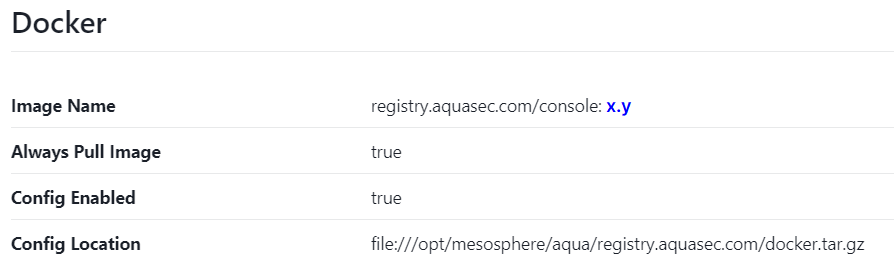 Docker
Image Name registry.aquasec.com/console: x.y
Always Pull Image true
Config Enabled true
Config Location file:///opt/mesosphere/aqua/registry.aquasec.com/docker.tar.gz